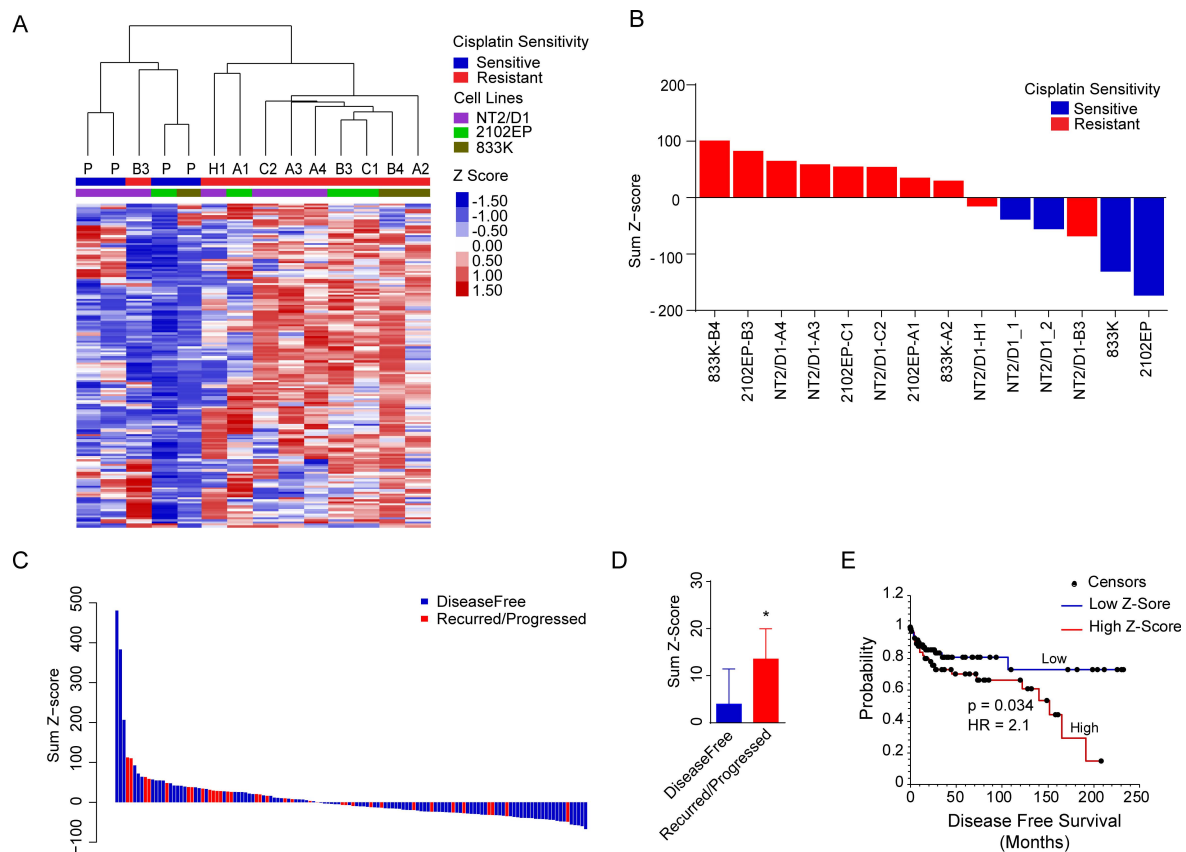 A
Cisplatin Sensitivity
Sensitive
Resistant
Cell Lines
NT2/D1
2102EP
833K
P P B3 P P H1 A1 C2 A3 A4 B3 C1 B4 A2
Z Score
-1.50
-1.00
-0.50
0.00
0.50
1.00
1.50
B
Cisplatin Sensitivity
Sensitive
Resistant
Sum Z-score
200
100
0
-100
-200
833K-B4
2102EP-B3
NT2/D1-A4
NT2/D1-A3
2102EP-C1
NT2/D1-C2
2102EP-A1
833K-A2
NT2/D1-H1
NT2/D1_1
NT2/D1_2
NT2/D1-B3
833K
2102EP
C
Sum Z−score
500
400
300
200
100
0
−100
DiseaseFree
Recurred/Progressed
D
Sum Z-Score
30
20
10
0
*
DiseaseFree
Recurred/Progressed
E
Censors
Low Z-Sore
High Z-Score
Probability
1.2
1
0.8
0.6
0.4
0.2
0
Low
High
p = 0.034
HR = 2.1
0 50 100 150 200 250
Disease Free Survival
(Months)